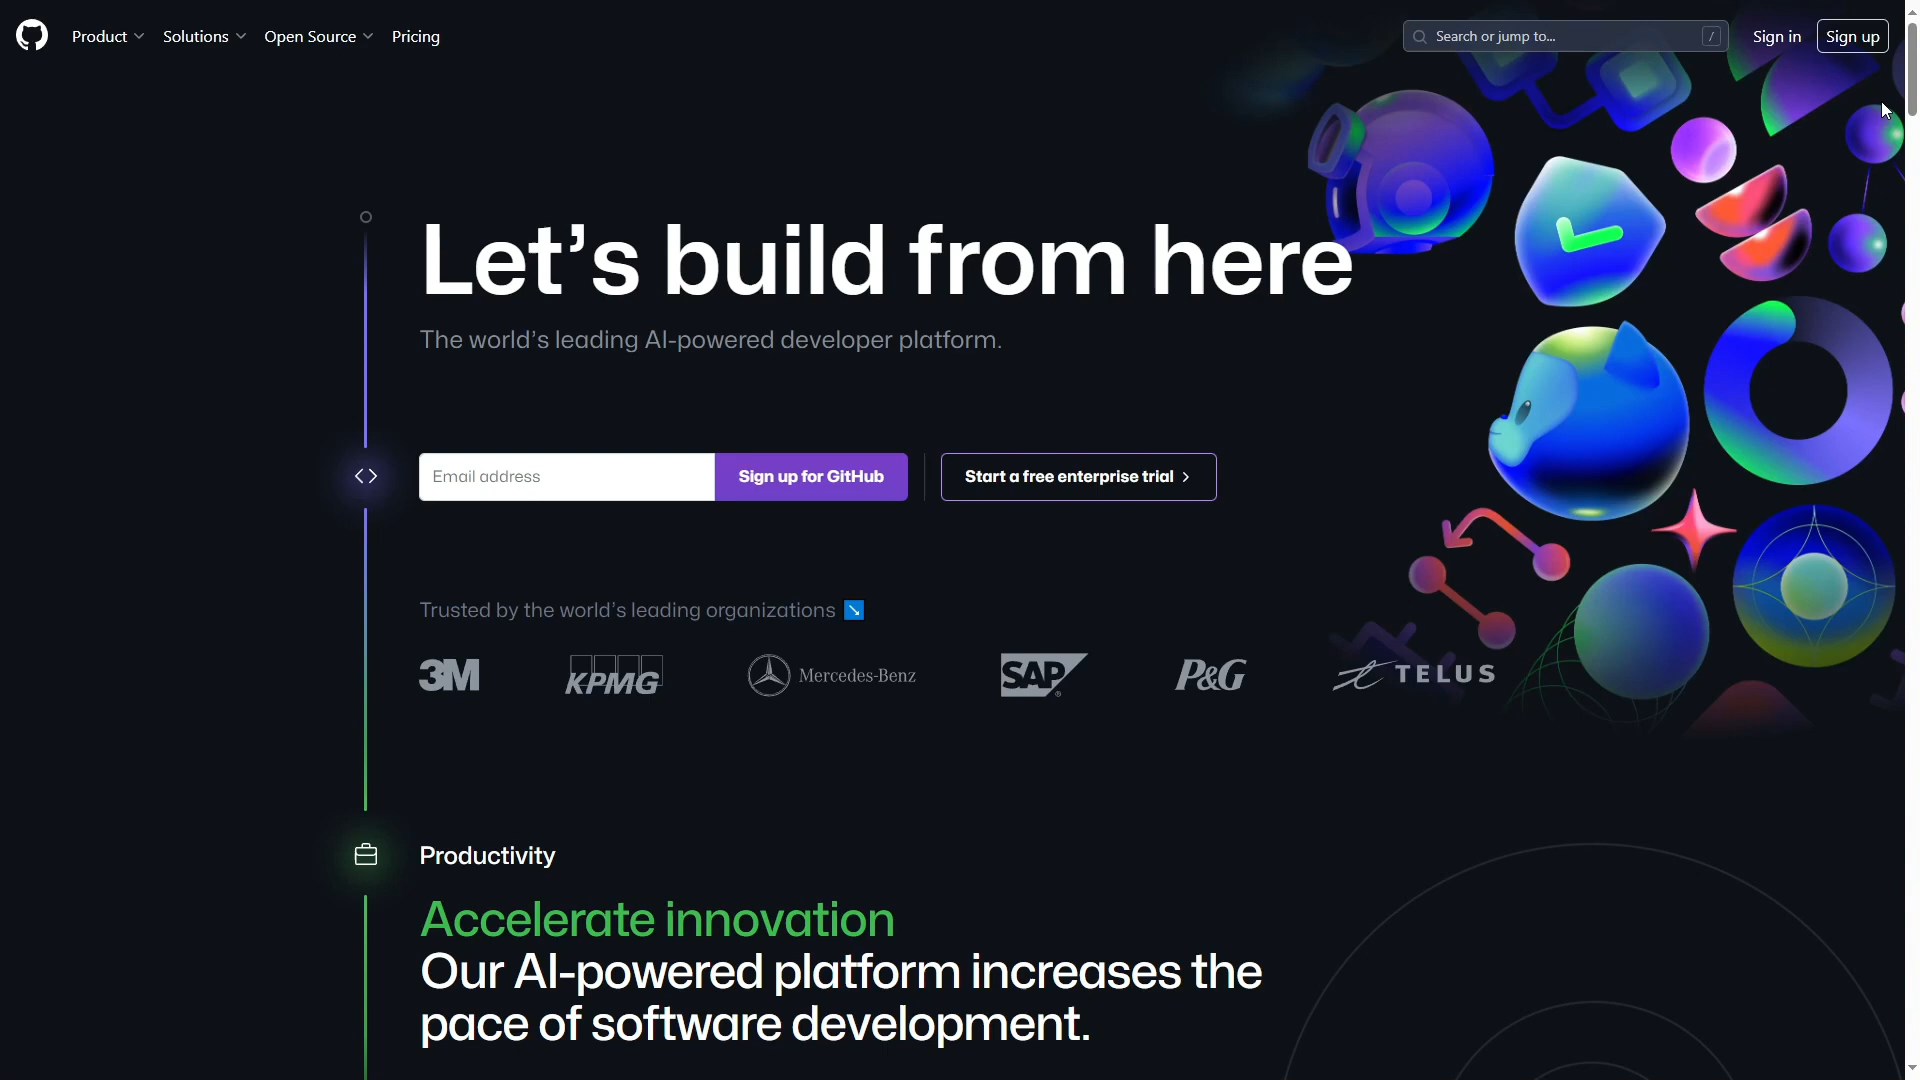 Product
Solutions
Open Source
Pricing
Search or jump to...
/
Sign in
Sign up
Let’s build from here
The world’s leading AI-powered developer platform.
Email address
Sign up for GitHub
Start a free enterprise trial
Trusted by the world’s leading organizations
3M
KPMG
Mercedes-Benz
SAP
P&G
TELUS
Productivity
Accelerate innovation
Our AI-powered platform increases the
pace of software development.